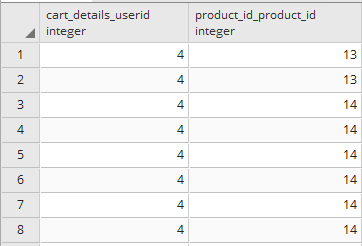 cart_details_userid product_id_product_id
integer integer
1 4 13
2 4 13
3 4 14
4 4 14
5 4 14
6 4 14
7 4 14
8 4 14